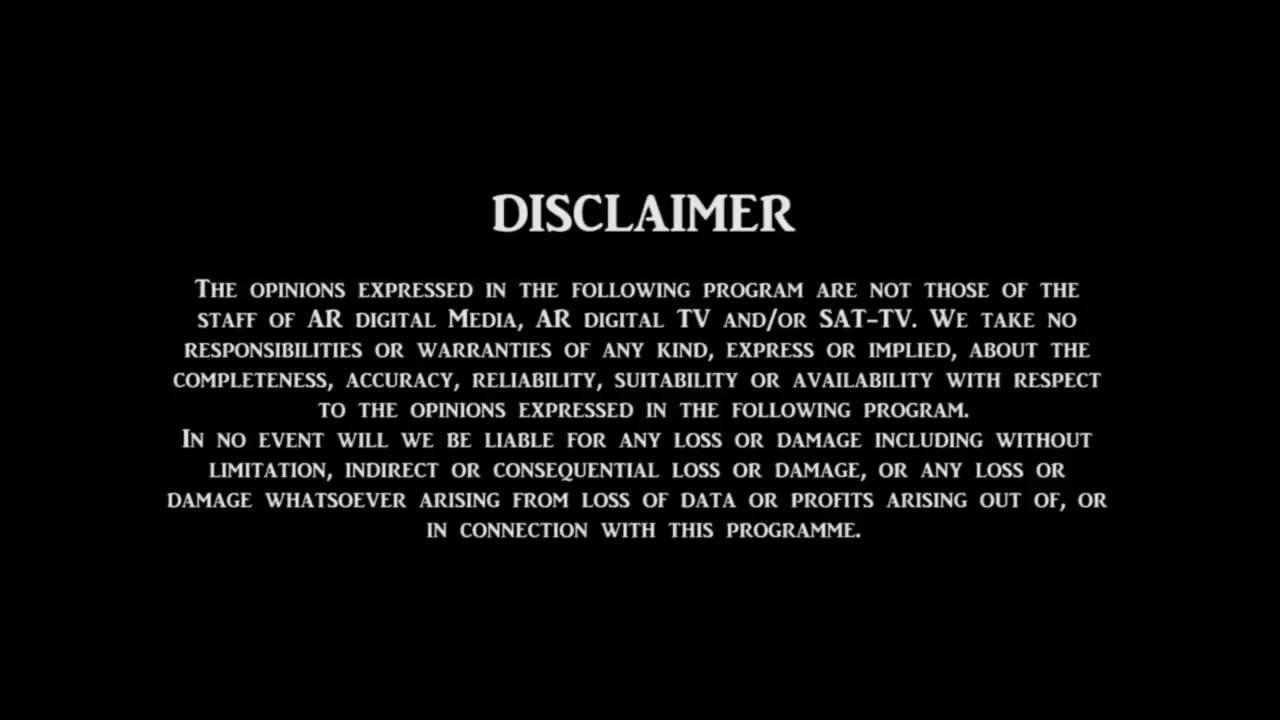 DISCLAIMER
The opinions expressed in the following program are not those of the
staff of AR digital Media, AR digital TV and/or SAT-TV. We take no
responsibilities or warranties of any kind, express or implied, about the
completeness, accuracy, reliability, suitability or availability with respect
to the opinions expressed in the following program.
In no event will we be liable for any loss or damage including without
limitation, indirect or consequential loss or damage, or any loss or
damage whatsoever arising from loss of data or profits arising out of, or
in connection with this programme.